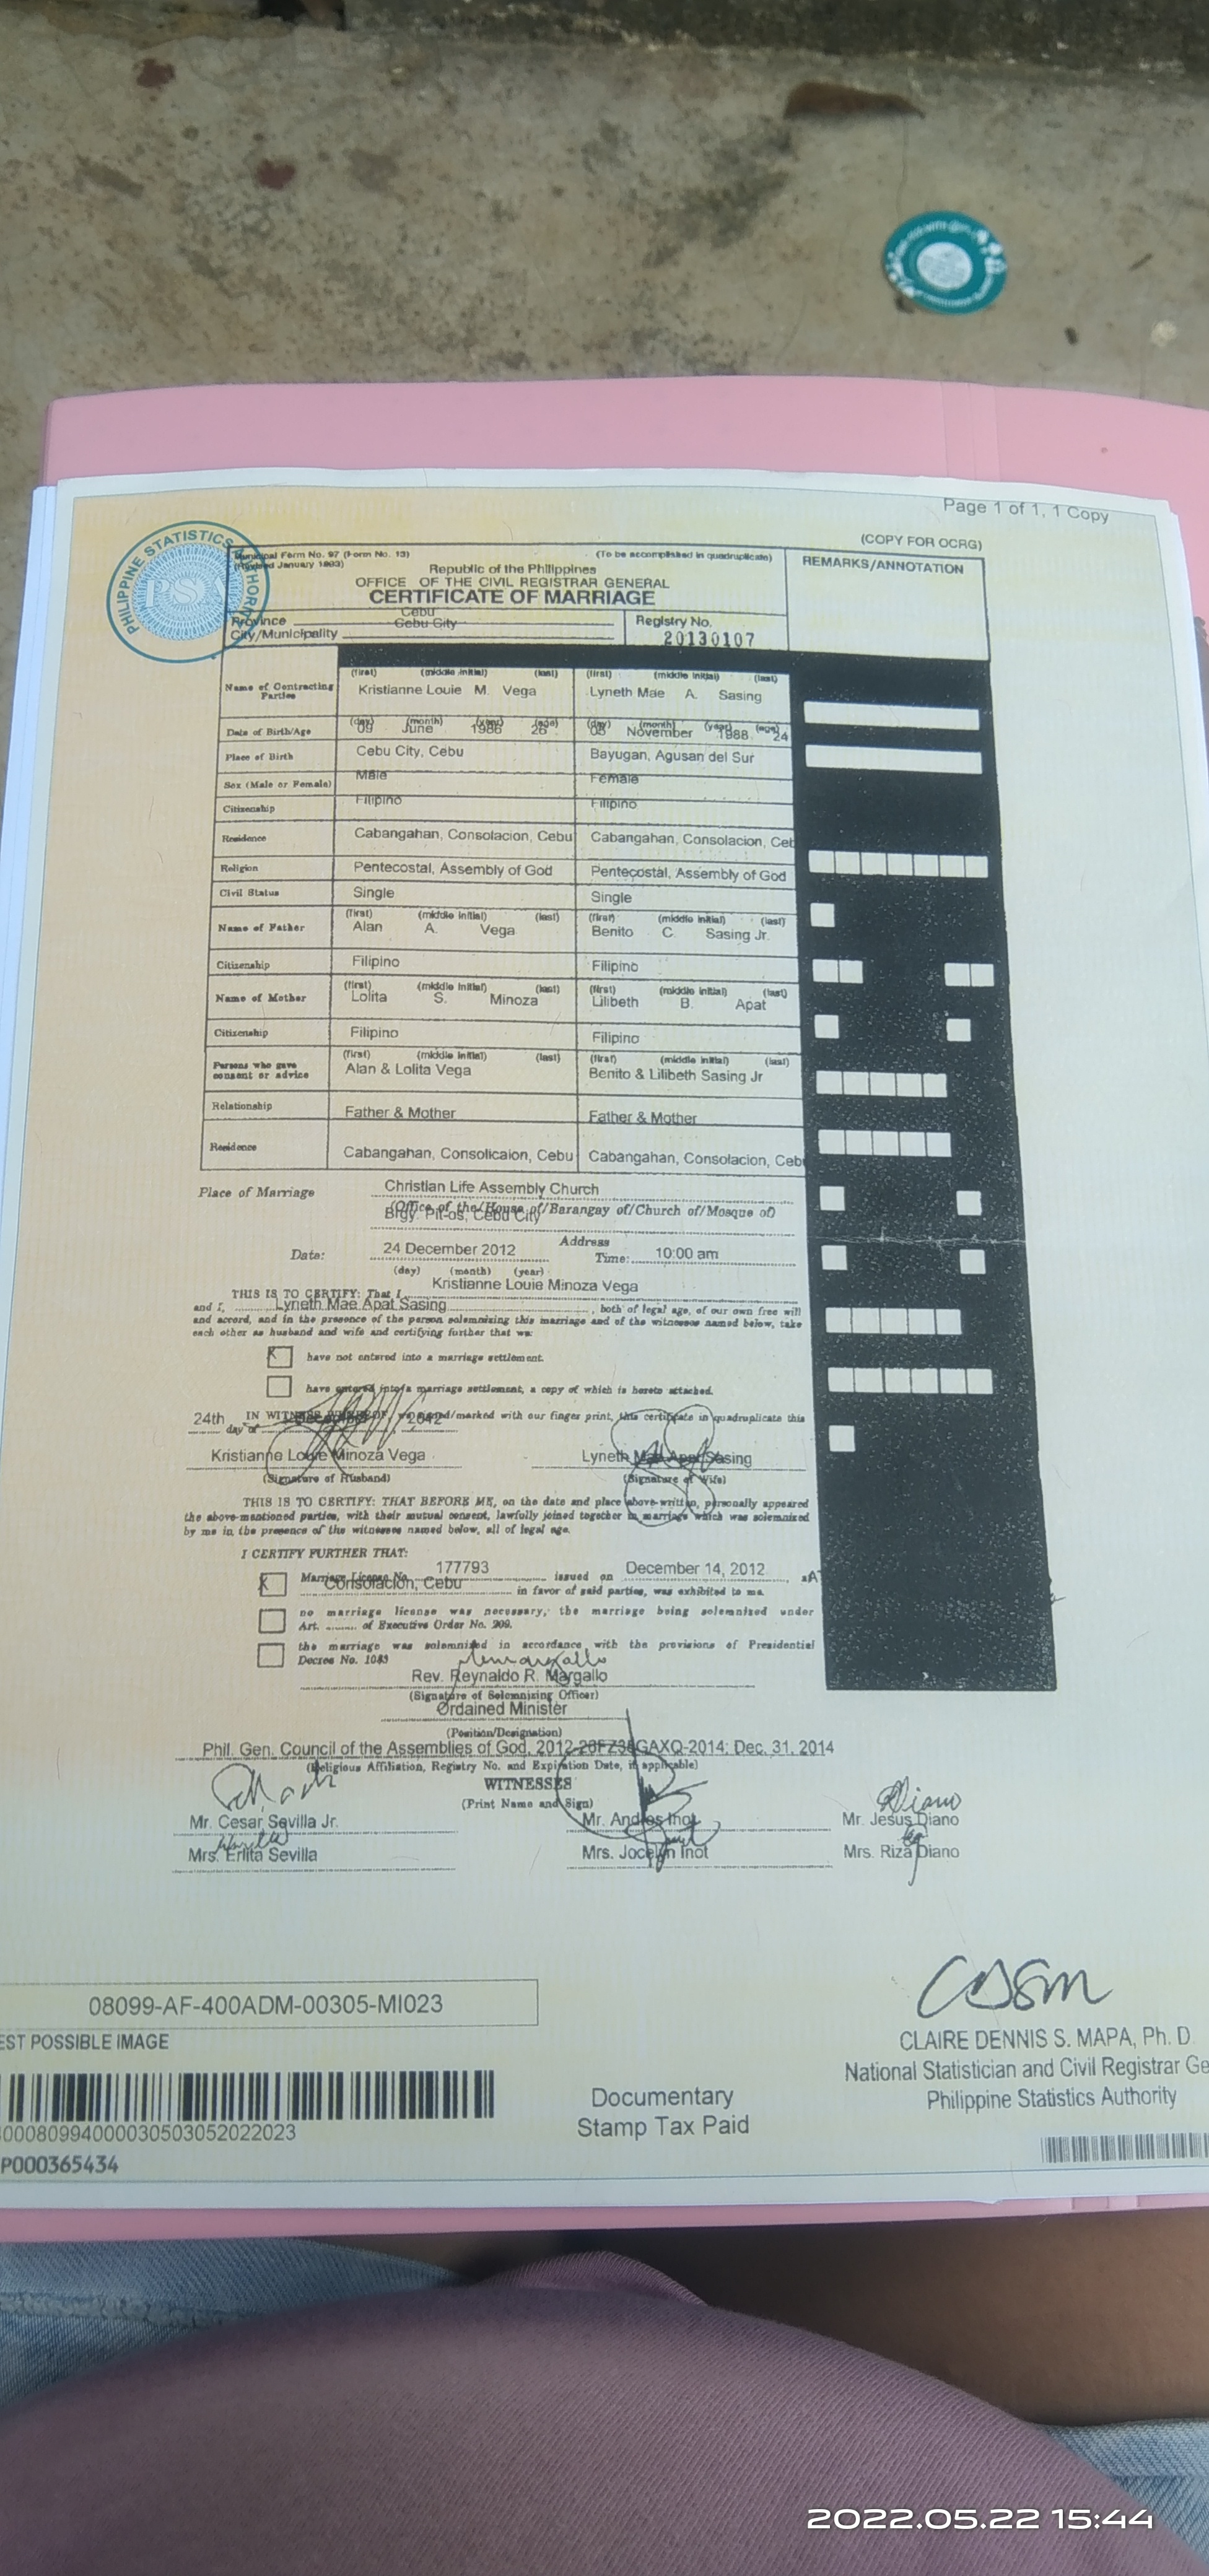 Page 1 of 1, 1 Copy
(COPY FOR OCRG)
PHILIPPINE STATISTICS
PSA
Municipal Form No. 97 (Form No. 13)
(To be accomplished in quadruplicate)
REMARKS/ANNOTATION
(Revised January 1993)
Republic of the Philippines
OFFICE OF THE CIVIL REGISTRAR GENERAL
CERTIFICATE OF MARRIAGE
Province Cebu
City/Municipality Cebu City
Registry No.
20130107
(first) (middle initial) (last) (first) (middle initial) (last)
Name of Contracting Parties Kristianne Louie M. Vega Lyneth Mae A. Sasing
(day) (month) (year) (age) (day) (month) (year) (age)
Date of Birth/Age 09 June 1986 26 08 November 1988 24
Place of Birth Cebu City, Cebu Bayugan, Agusan del Sur
Sex (Male or Female) Male Female
Citizenship Filipino Filipino
Residence Cabangahan, Consolacion, Cebu Cabangahan, Consolacion, Ceb
Religion Pentecostal, Assembly of God Pentecostal, Assembly of God
Civil Status Single Single
(first) (middle initial) (last) (first) (middle initial) (last)
Name of Father Alan A. Vega Benito C. Sasing Jr.
Citizenship Filipino Filipino
(first) (middle initial) (last) (first) (middle initial) (last)
Name of Mother Lolita S. Minoza Lilibeth B. Apat
Citizenship Filipino Filipino
(first) (middle initial) (last) (first) (middle initial) (last)
Persons who gave consent or advice Alan & Lolita Vega Benito & Lilibeth Sasing Jr
Relationship Father & Mother Father & Mother
Residence Cabangahan, Consolicaion, Cebu Cabangahan, Consolacion, Ceb
Place of Marriage Christian Life Assembly Church
(Office of the/House of/Barangay of/Church of/Mosque of)
Brgy. Pit-os, Cebu City
Address
Date: 24 December 2012 Time: 10:00 am
(day) (month) (year)
THIS IS TO CERTIFY: That I Kristianne Louie Minoza Vega
and I, Lyneth Mae Apat Sasing, both of legal age, of our own free will
and accord, and in the presence of the person solemnizing this marriage and of the witnesses named below, take
each other as husband and wife and certifying further that we:
X have not entered into a marriage settlement.
have entered into a marriage settlement, a copy of which is hereto attached.
IN WITNESS WHEREOF, we signed/marked with our finger print, this certificate in quadruplicate this
24th day of December, 2012
Kristianne Louie Minoza Vega Lyneth Mae Apat Sasing
(Signature of Husband) (Signature of Wife)
THIS IS TO CERTIFY: THAT BEFORE ME, on the date and place above-written, personally appeared
the above-mentioned parties, with their mutual consent, lawfully joined together in marriage which was solemnized
by me in the presence of the witnesses named below, all of legal age.
I CERTIFY FURTHER THAT:
X Marriage License No. 177793 issued on December 14, 2012,
Consolacion, Cebu in favor of said parties, was exhibited to me.
no marriage license was necessary, the marriage being solemnized under
Art. of Executive Order No. 209.
the marriage was solemnized in accordance with the provisions of Presidential
Decree No. 1083
Rev. Reynaldo R. Margallo
(Signature of Solemnizing Officer)
Ordained Minister
(Position/Designation)
Phil. Gen. Council of the Assemblies of God, Dec. 31, 2014
(Religious Affiliation, Registry No. and Expiration Date, if applicable)
WITNESSES
(Print Name and Sign)
Mr. Cesar Sevilla Jr. Mr. Andres Inot Mr. Jesus Diano
Mrs. Erlita Sevilla Mrs. Jocelyn Inot Mrs. Riza Diano
08099-AF-400ADM-00305-MI023
EST POSSIBLE IMAGE
CLAIRE DENNIS S. MAPA, Ph. D
National Statistician and Civil Registrar Ge
Philippine Statistics Authority
Documentary
Stamp Tax Paid
P000365434
2022.05.22 15:44